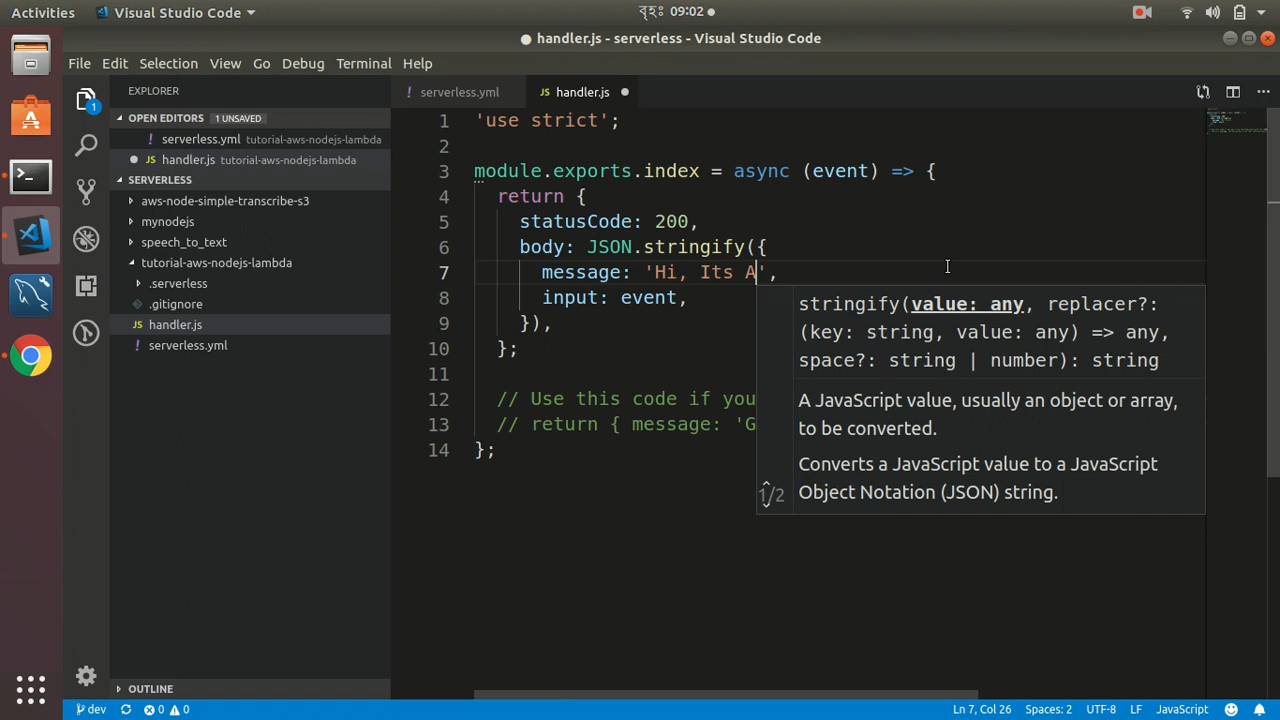 Activities
Visual Studio Code
বৃহঃ 09:02
handler.js - serverless - Visual Studio Code
File Edit Selection View Go Debug Terminal Help
EXPLORER
OPEN EDITORS 1 UNSAVED
serverless.yml tutorial-aws-nodejs-lambda
handler.js tutorial-aws-nodejs-lambda
SERVERLESS
aws-node-simple-transcribe-s3
mynodejs
speech_to_text
tutorial-aws-nodejs-lambda
.serverless
.gitignore
JS handler.js
! serverless.yml
OUTLINE
! serverless.yml
JS handler.js
1 'use strict';
2
3 module.exports.index = async (event) => {
4 return {
5 statusCode: 200,
6 body: JSON.stringify({
7 message: 'Hi, Its A',
8 input: event,
9 }),
10 };
11
12 // Use this code if you
13 // return { message: 'G
14 };
stringify(value: any, replacer?:
(key: string, value: any) => any,
space?: string | number): string
A JavaScript value, usually an object or array,
to be converted.
Converts a JavaScript value to a JavaScript
Object Notation (JSON) string.
1/2
1
dev 0 0
Ln 7, Col 26 Spaces: 2 UTF-8 LF JavaScript